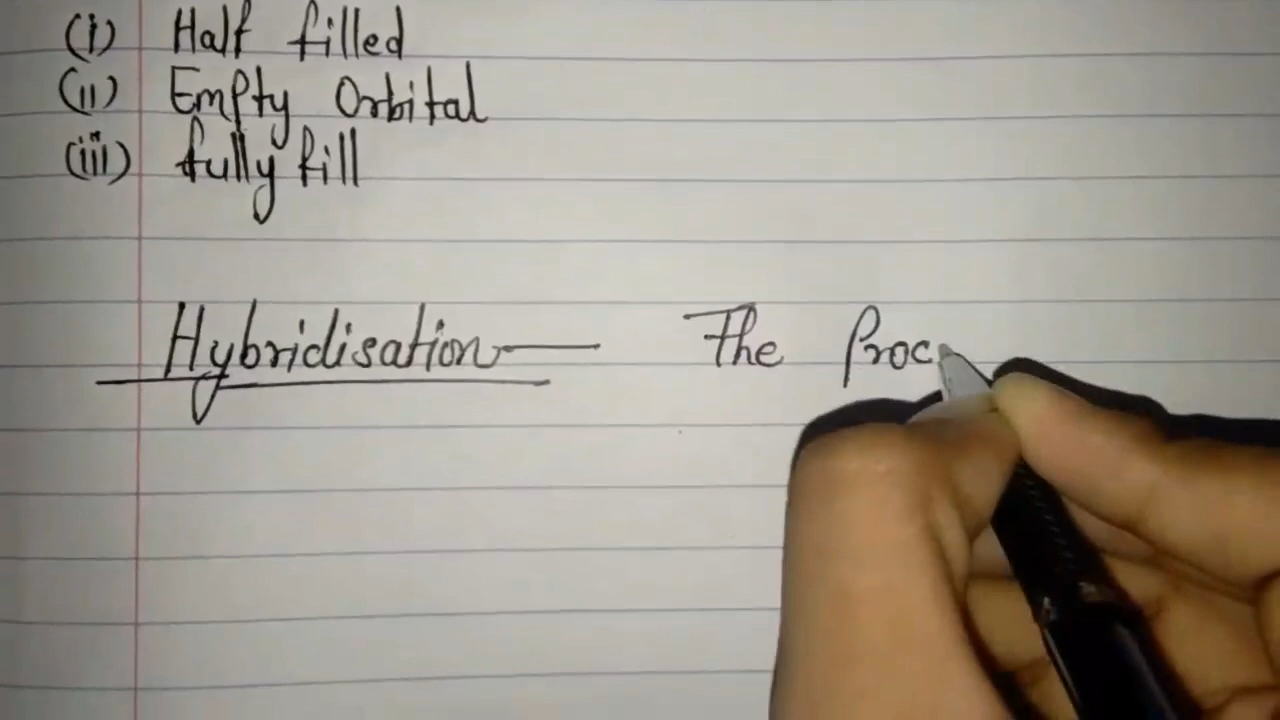 (i) Half filled
(ii) Empty Orbital
(iii) fully fill
Hybridisation — The Proc